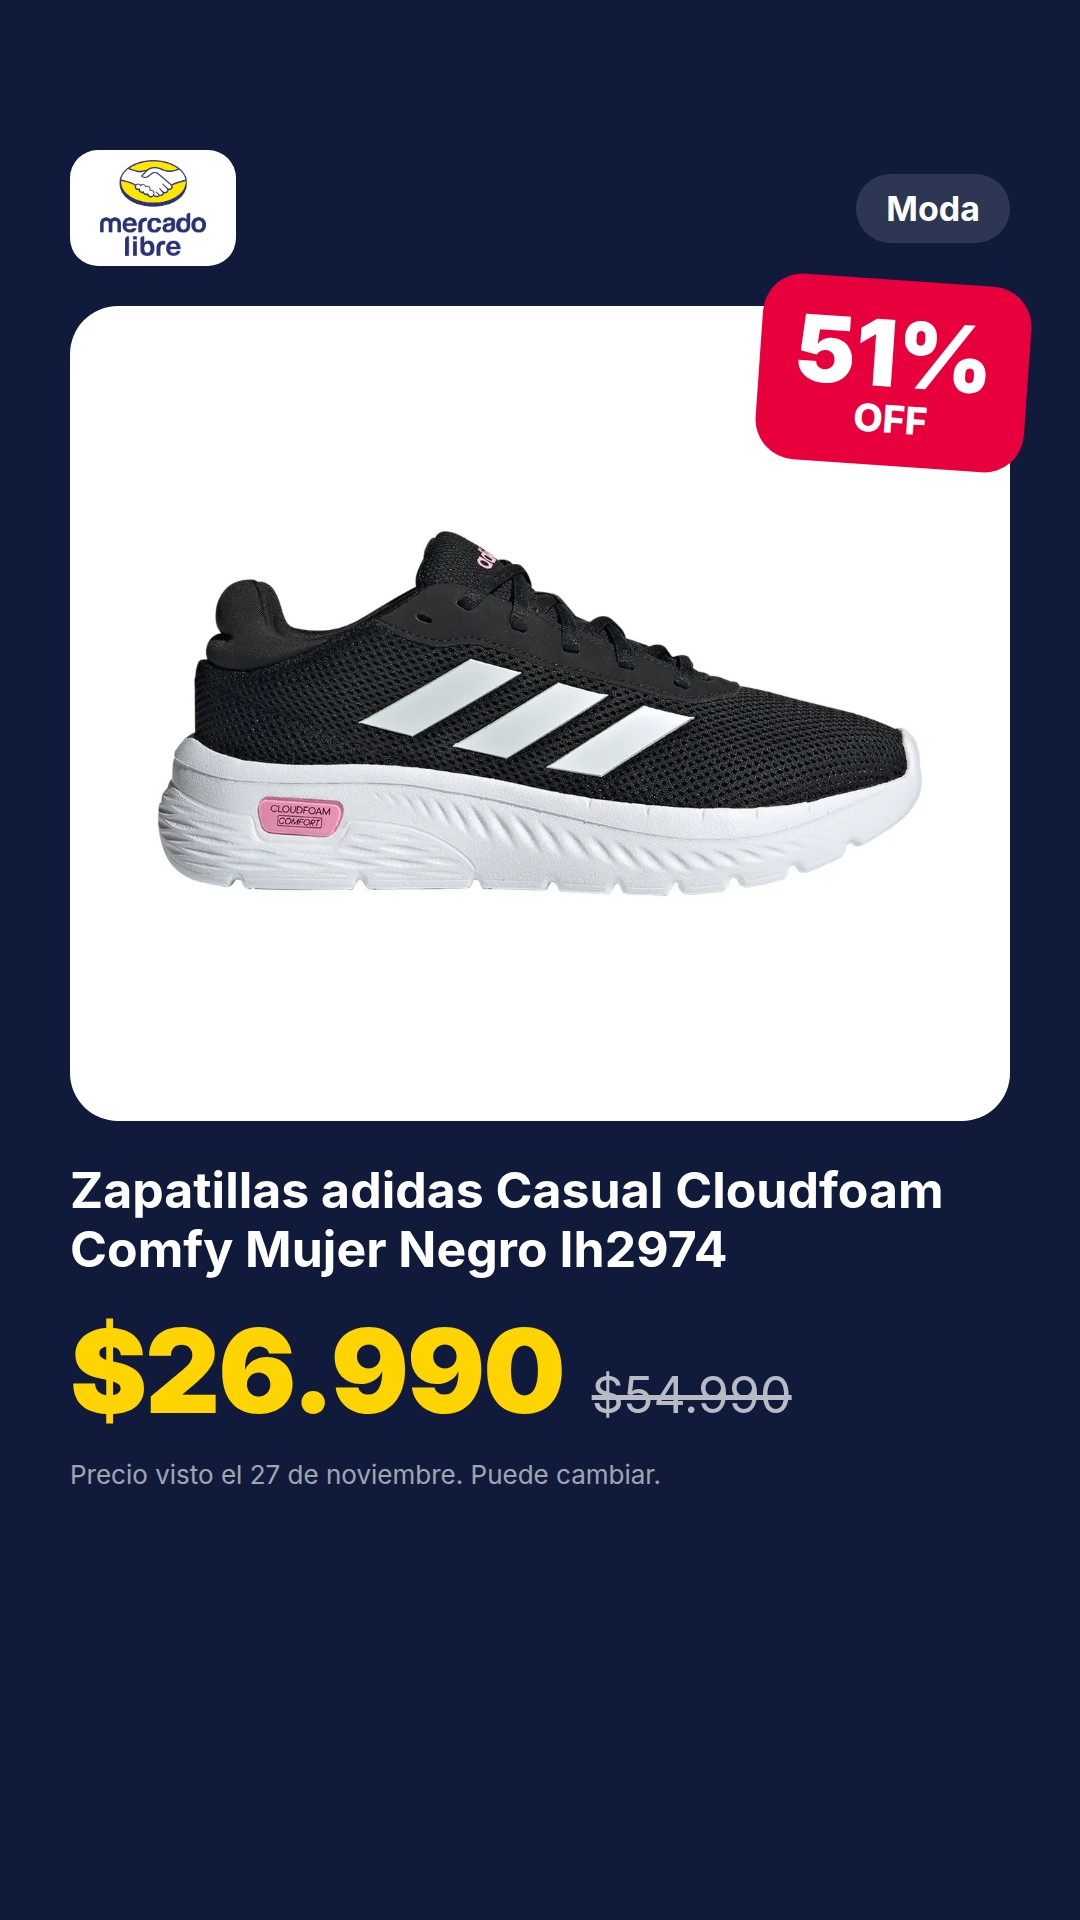 mercado
libre
Moda
51%
OFF
adidas
CLOUDFOAM
COMFORT
Zapatillas adidas Casual Cloudfoam
Comfy Mujer Negro Ih2974
$26.990 $54.990
Precio visto el 27 de noviembre. Puede cambiar.